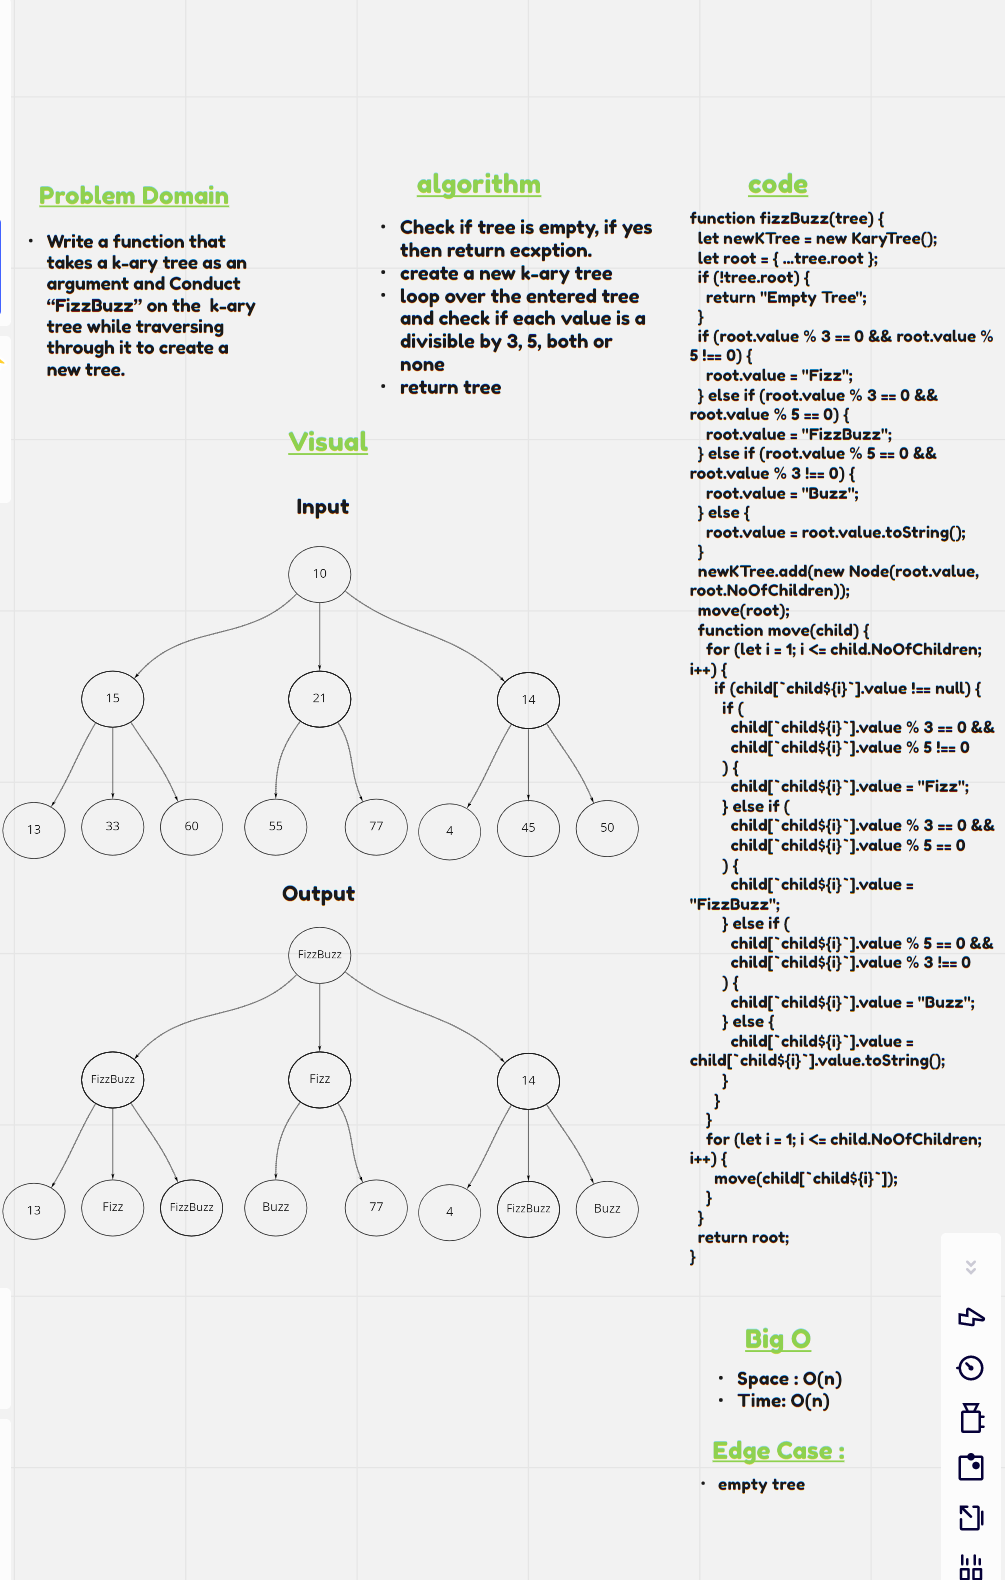 Problem Domain
• Write a function that
takes a k-ary tree as an
argument and Conduct
“FizzBuzz” on the k-ary
tree while traversing
through it to create a
new tree.
algorithm
• Check if tree is empty, if yes
then return ecxption.
• create a new k-ary tree
• loop over the entered tree
and check if each value is a
divisible by 3, 5, both or
none
• return tree
Visual
Input
10
15
21
14
13
33
60
55
77
4
45
50
Output
FizzBuzz
FizzBuzz
Fizz
14
13
Fizz
FizzBuzz
Buzz
77
4
FizzBuzz
Buzz
code
function fizzBuzz(tree) {
let newKTree = new KaryTree();
let root = { ...tree.root };
if (!tree.root) {
return "Empty Tree";
}
if (root.value % 3 == 0 && root.value %
5 !== 0) {
root.value = "Fizz";
} else if (root.value % 3 == 0 &&
root.value % 5 == 0) {
root.value = "FizzBuzz";
} else if (root.value % 5 == 0 &&
root.value % 3 !== 0) {
root.value = "Buzz";
} else {
root.value = root.value.toString();
}
newKTree.add(new Node(root.value,
root.NoOfChildren));
move(root);
function move(child) {
for (let i = 1; i <= child.NoOfChildren;
i++) {
if (child[`child${i}`].value !== null) {
if (
child[`child${i}`].value % 3 == 0 &&
child[`child${i}`].value % 5 !== 0
) {
child[`child${i}`].value = "Fizz";
} else if (
child[`child${i}`].value % 3 == 0 &&
child[`child${i}`].value % 5 == 0
) {
child[`child${i}`].value =
"FizzBuzz";
} else if (
child[`child${i}`].value % 5 == 0 &&
child[`child${i}`].value % 3 !== 0
) {
child[`child${i}`].value = "Buzz";
} else {
child[`child${i}`].value =
child[`child${i}`].value.toString();
}
}
}
for (let i = 1; i <= child.NoOfChildren;
i++) {
move(child[`child${i}`]);
}
}
return root;
}
Big O
• Space : O(n)
• Time: O(n)
Edge Case :
• empty tree